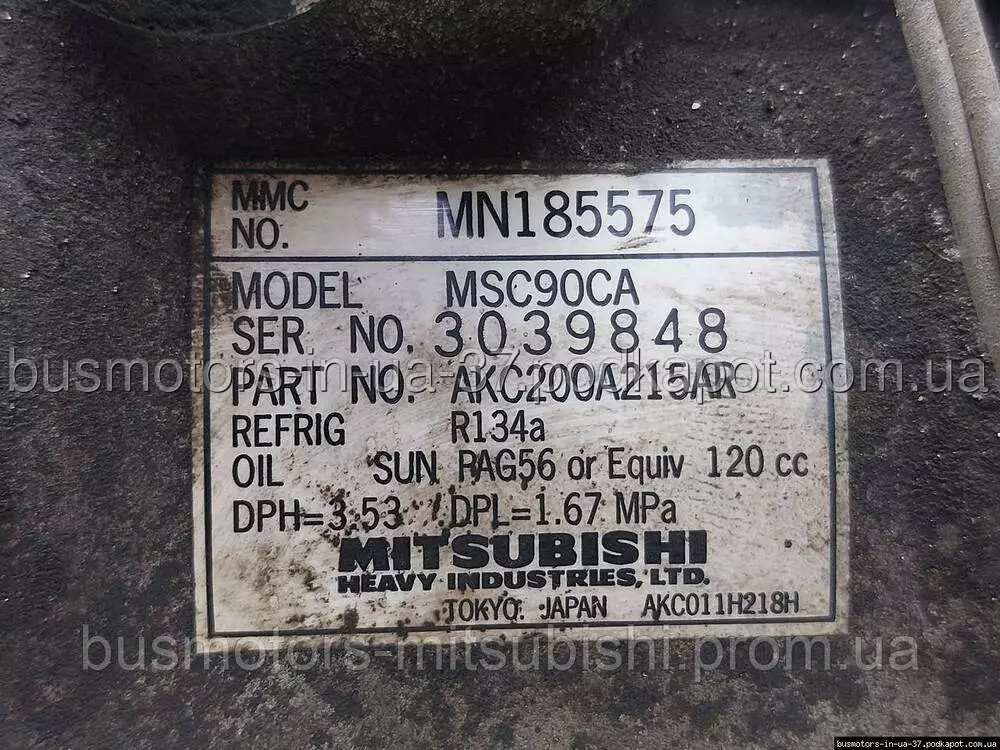 MMC
NO. MN185575
MODEL MSC90CA
SER. NO. 3039848
busmotors-in-ua-37.podkapot.com.ua
PART NO. AKC200A215AR
REFRIG R134a
OIL SUN PAG56 or Equiv 120 cc
DPH=3.53 DPL=1.67 MPa
MITSUBISHI
HEAVY INDUSTRIES, LTD.
TOKYO. JAPAN AKC011H218H
busmotors-mitsubishi.prom.ua
busmotors-in-ua-37.podkapot.com.ua